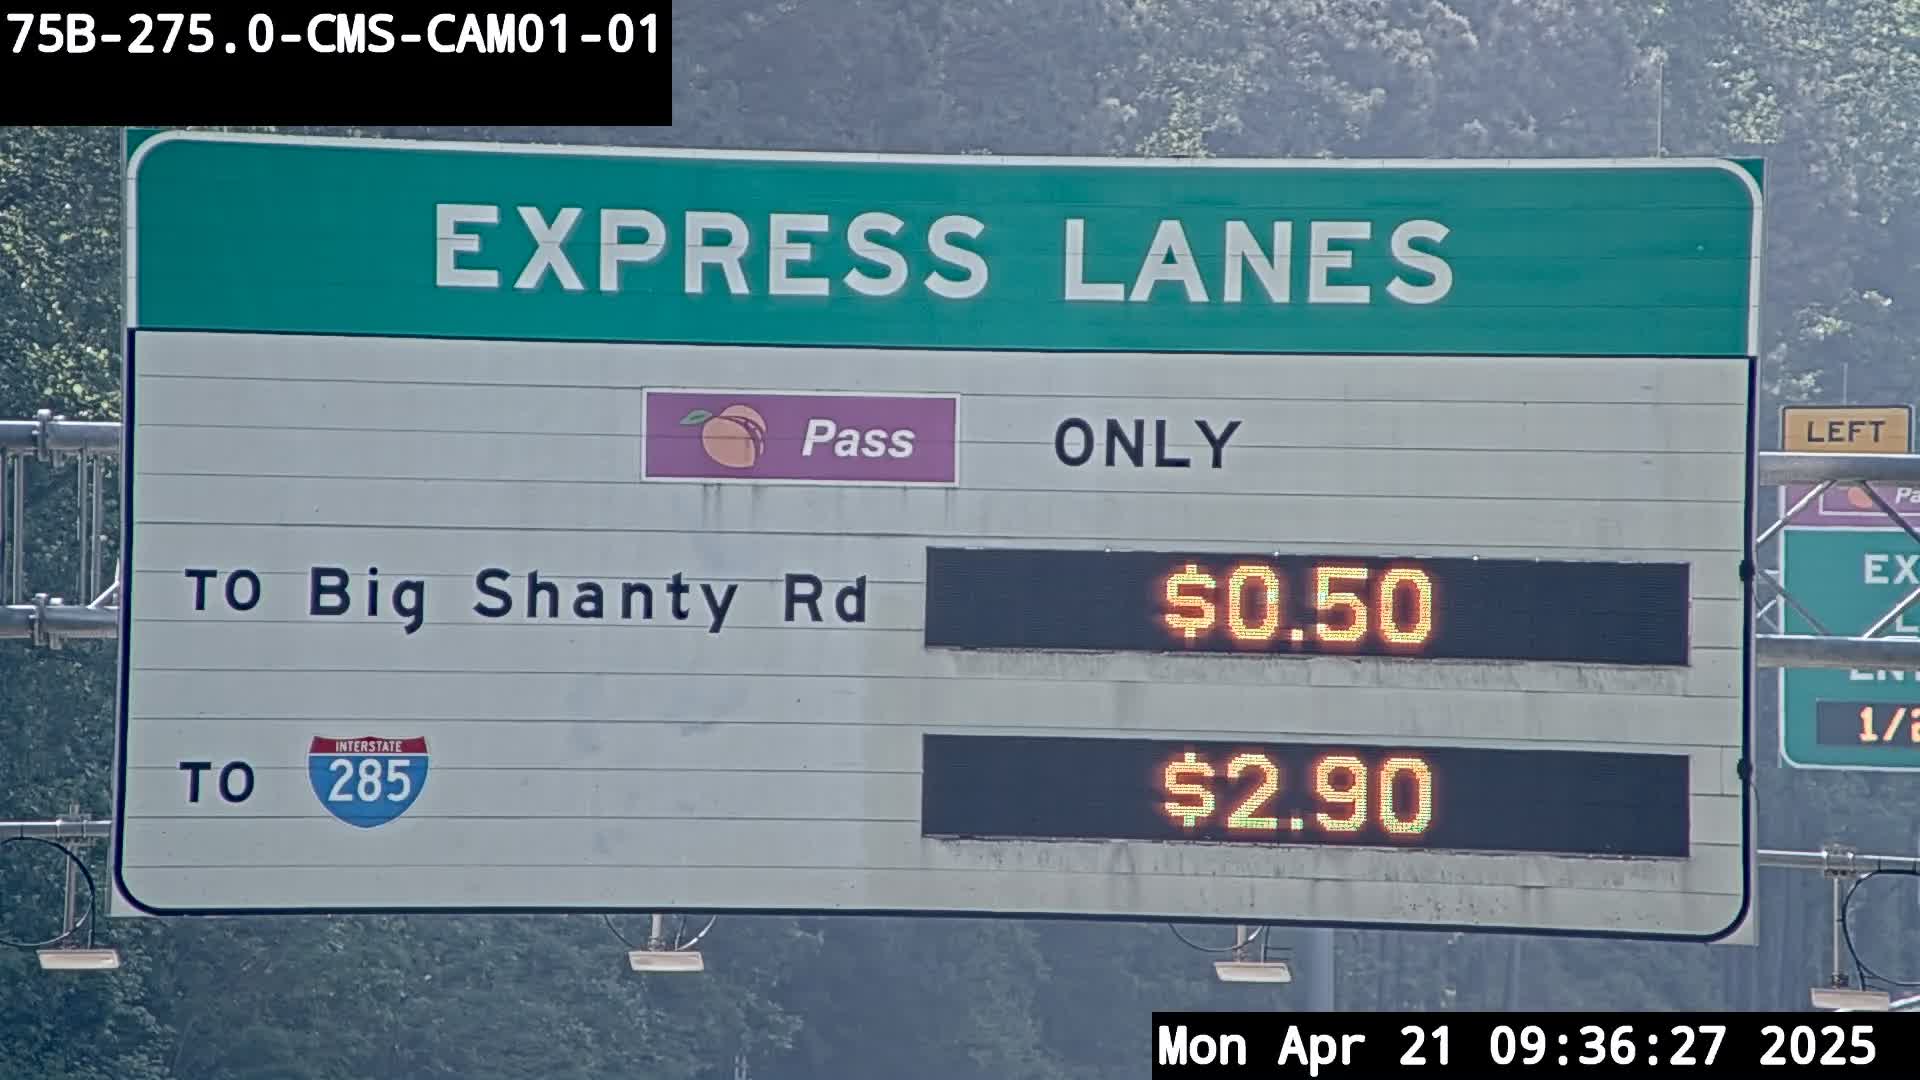 75B-275.0-CMS-CAM01-01
EXPRESS LANES
Pass ONLY
LEFT
TO Big Shanty Rd $0.50
TO INTERSTATE 285 $2.90
Mon Apr 21 09:36:27 2025